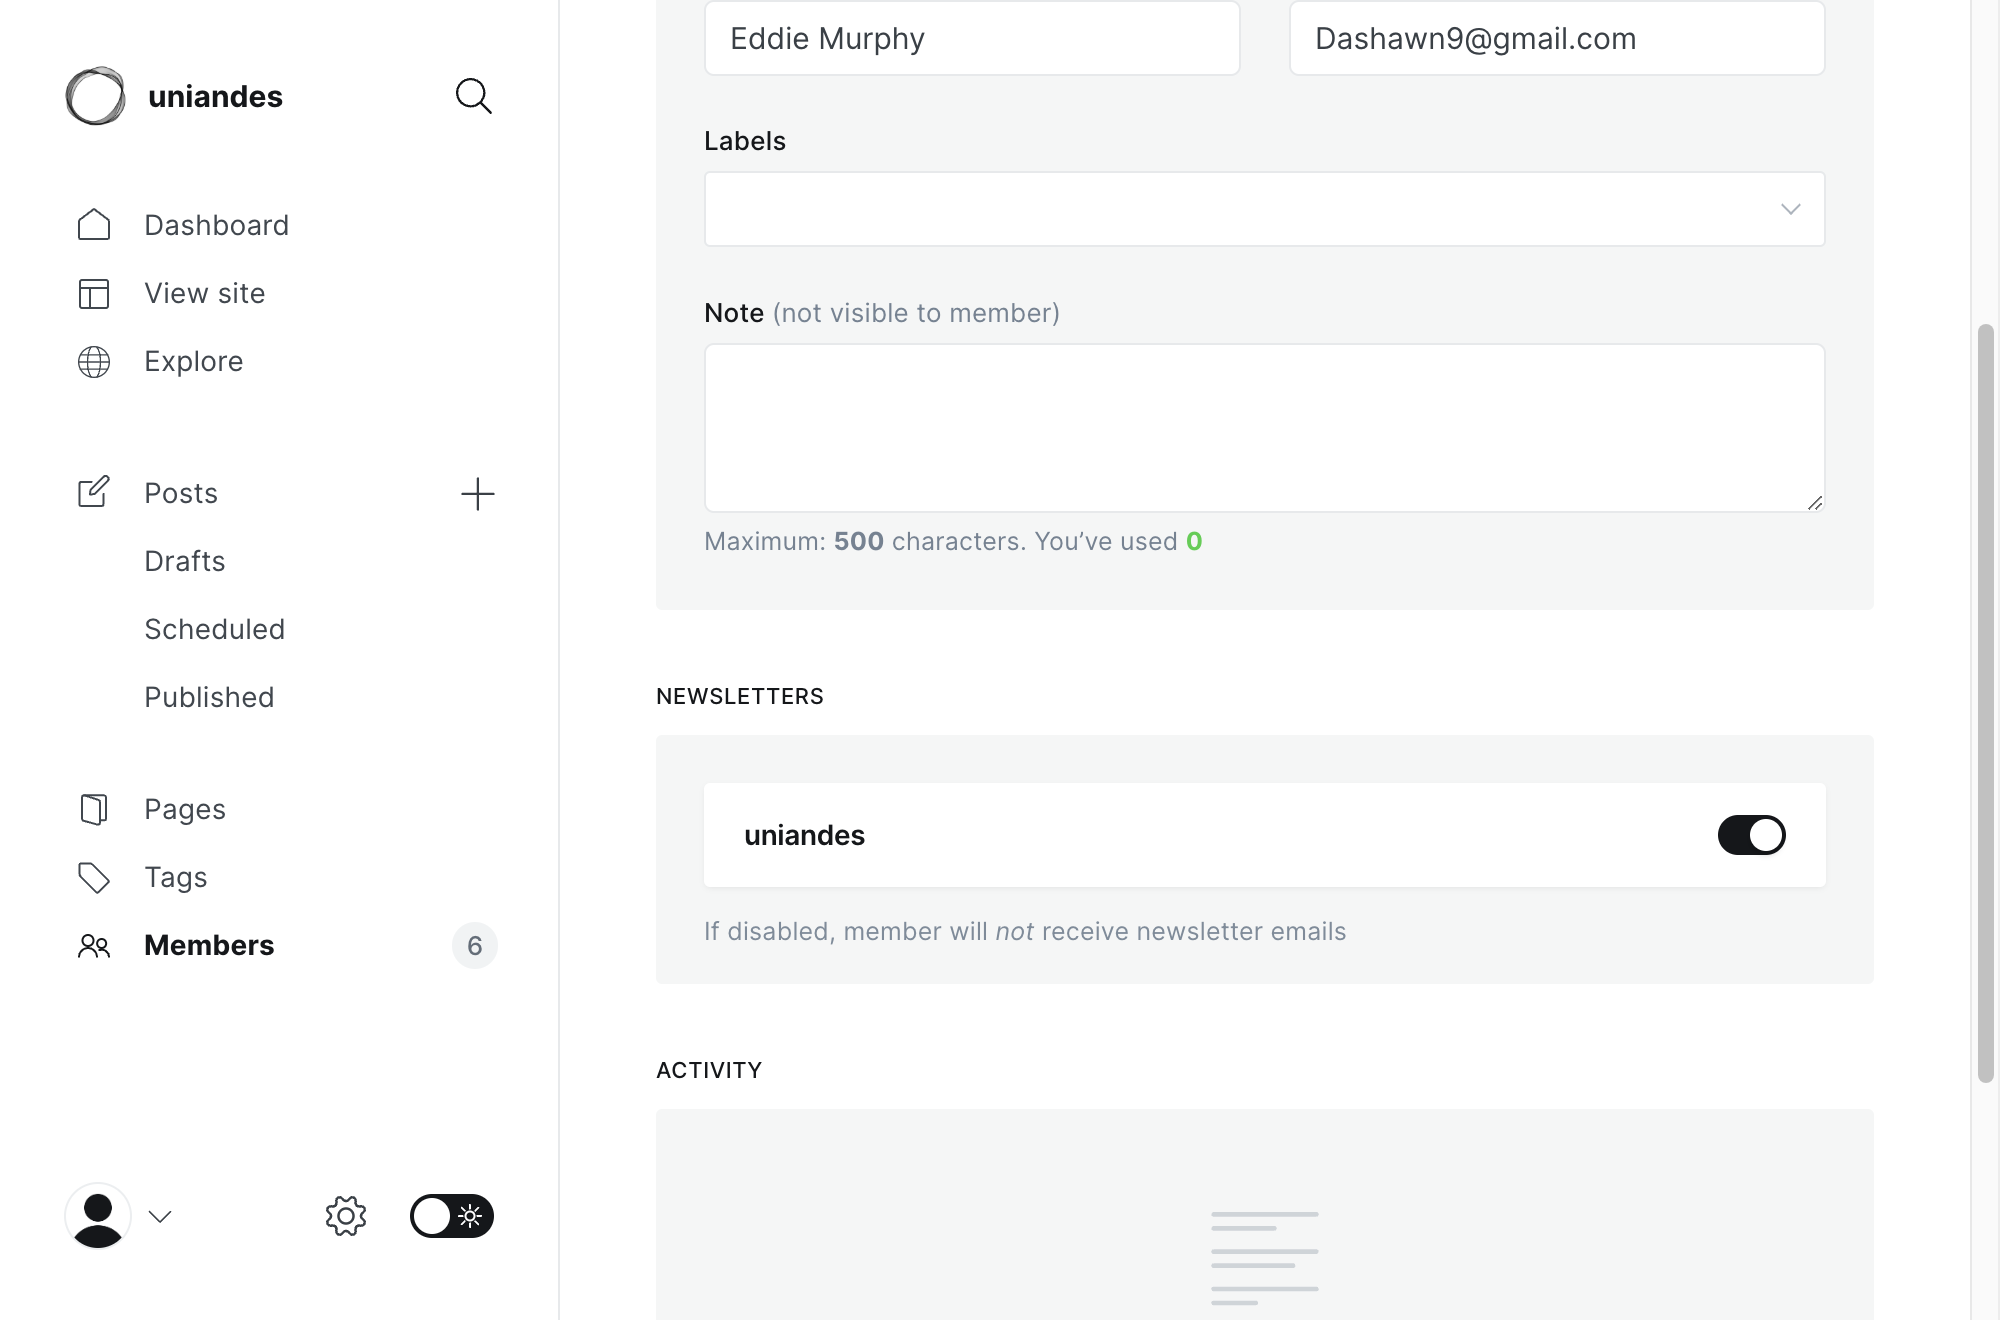 uniandes
Dashboard
View site
Explore
Posts
Drafts
Scheduled
Published
Pages
Tags
Members 6
Eddie Murphy
Dashawn9@gmail.com
Labels
Note (not visible to member)
Maximum: 500 characters. You’ve used 0
NEWSLETTERS
uniandes
If disabled, member will not receive newsletter emails
ACTIVITY